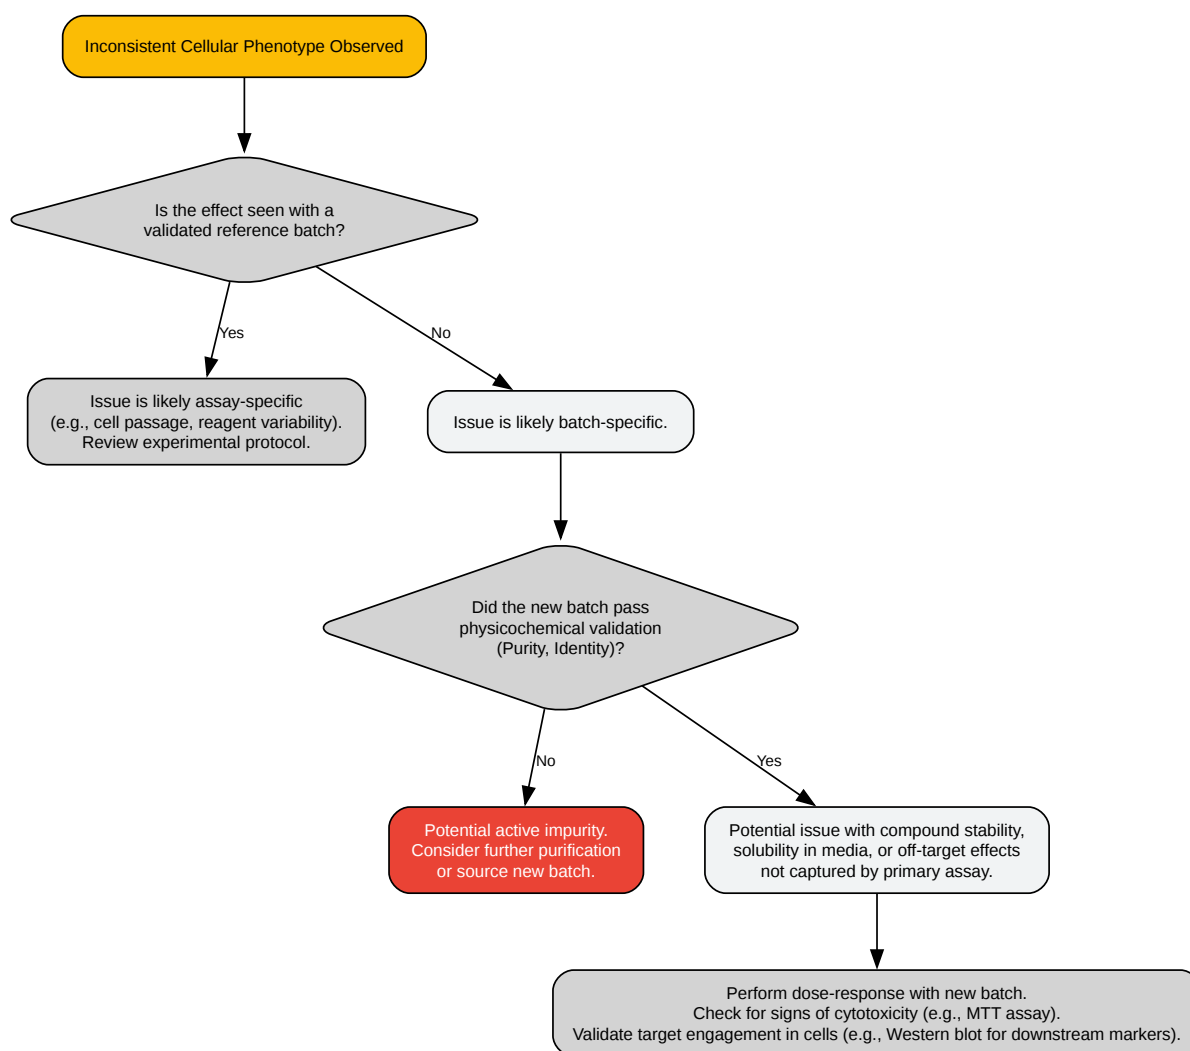 Inconsistent Cellular Phenotype Observed
Is the effect seen with a
validated reference batch?
Yes
No
Issue is likely assay-specific
(e.g., cell passage, reagent variability).
Review experimental protocol.
Issue is likely batch-specific.
Did the new batch pass
physicochemical validation
(Purity, Identity)?
No
Yes
Potential active impurity.
Consider further purification
or source new batch.
Potential issue with compound stability,
solubility in media, or off-target effects
not captured by primary assay.
Perform dose-response with new batch.
Check for signs of cytotoxicity (e.g., MTT assay).
Validate target engagement in cells (e.g., Western blot for downstream markers).